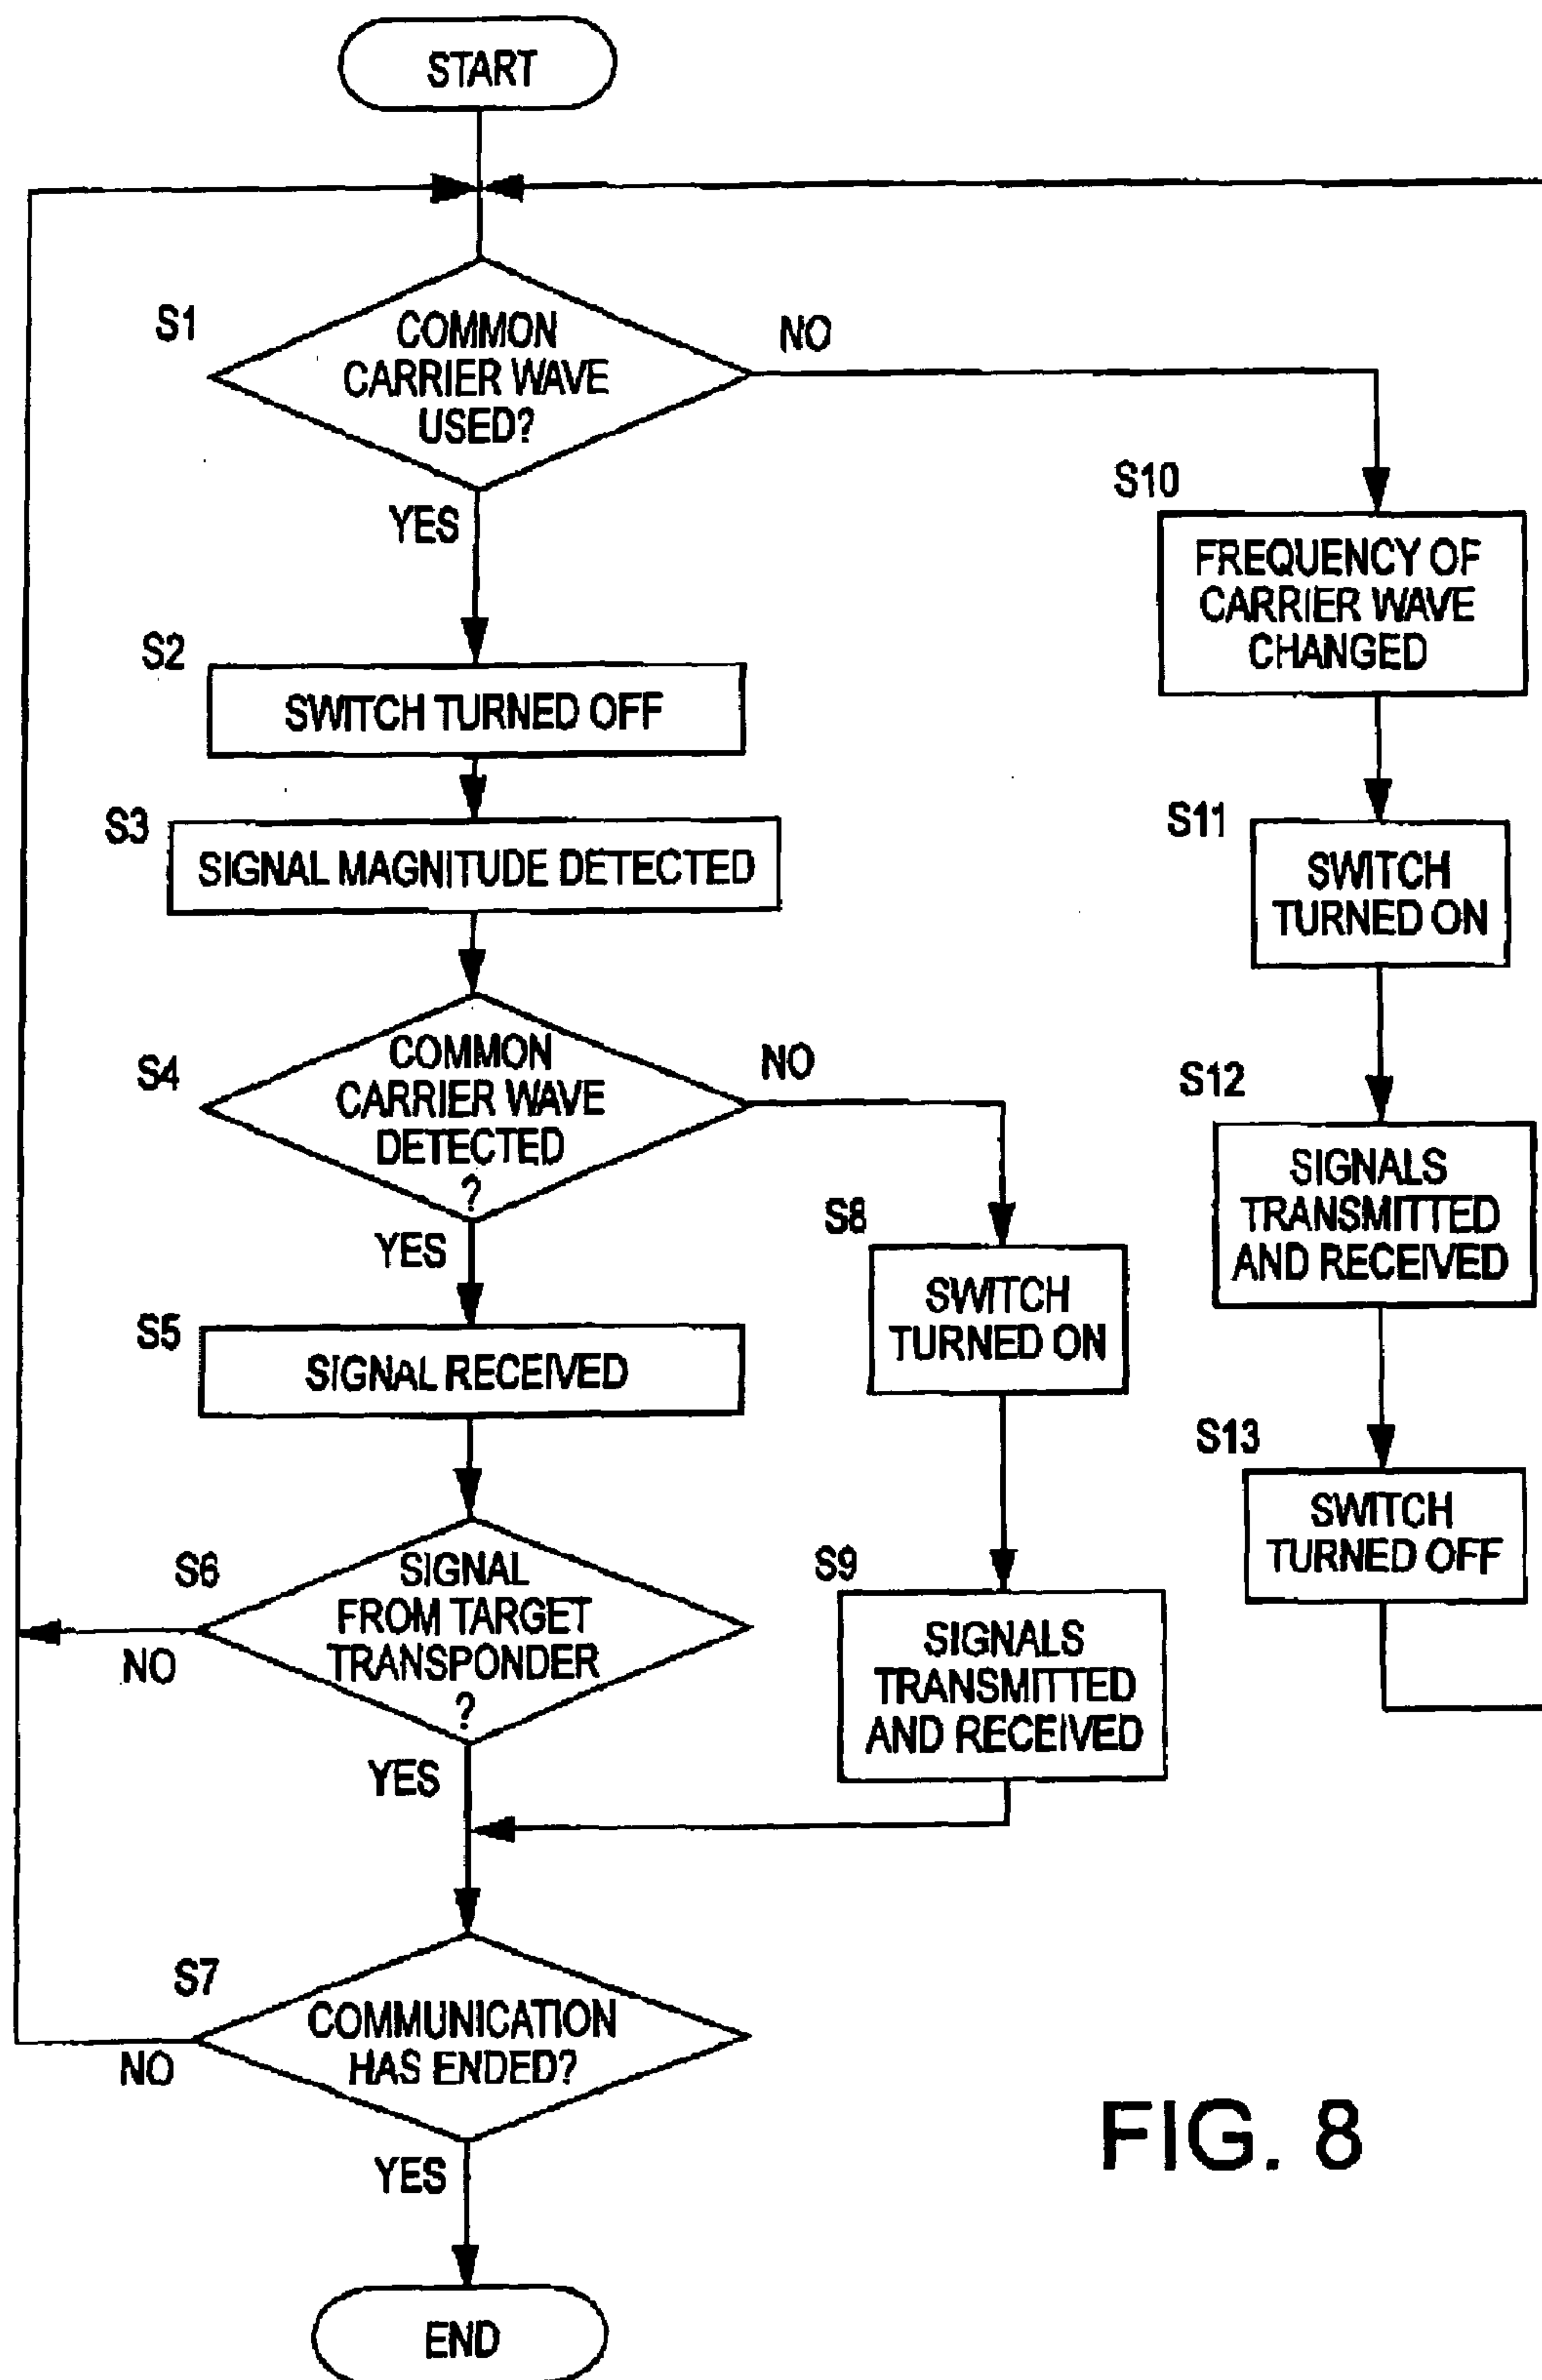 START
S1
COMMON
CARRIER WAVE
USED?
NO
YES
S10
FREQUENCY OF
CARRIER WAVE
CHANGED
S2
SWITCH TURNED OFF
S3
SIGNAL MAGNITUDE DETECTED
S11
SWITCH
TURNED ON
S4
COMMON
CARRIER WAVE
DETECTED
?
NO
YES
S12
SIGNALS
TRANSMITTED
AND RECEIVED
S8
SWITCH
TURNED ON
S5
SIGNAL RECEIVED
S13
SWITCH
TURNED OFF
S6
SIGNAL
FROM TARGET
TRANSPONDER
?
NO
YES
S9
SIGNALS
TRANSMITTED
AND RECEIVED
S7
COMMUNICATION
HAS ENDED?
NO
YES
END
FIG. 8